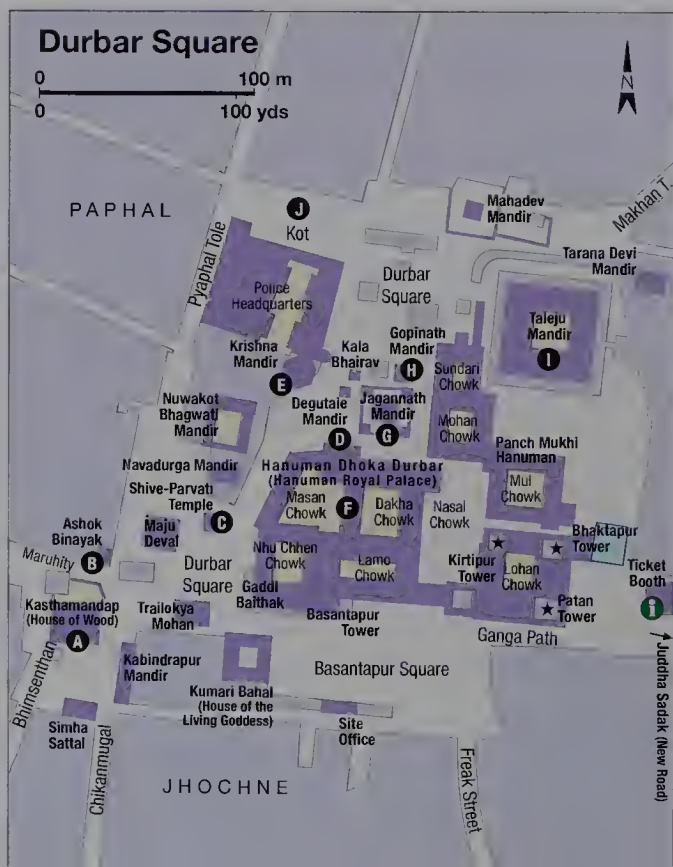 Durbar Square
0 100 m
0 100 yds
N
PAPHAL
J
Kot
Mahadev
Mandir
Makhan T.
Pyaphal Tole
Durbar
Square
Tarana Devi
Mandir
Police
Headquarters
Taleju
Mandir
I
Krishna
Mandir
E
Kala
Bhairav
Gopinath
Mandir
H
Sundari
Chowk
Nuwakot
Bhagwati
Mandir
Degutale
Mandir
D
Jagannath
Mandir
G
Mohan
Chowk
Panch Mukhi
Hanuman
Navadurga Mandir
Hanuman Dhoka Durbar
(Hanuman Royal Palace)
Mul
Chowk
Shive-Parvati
Temple
C
Masan
Chowk
F
Dakha
Chowk
Nasal
Chowk
Ashok
Binayak
B
Maju
Deval
Bhaktapur
Tower
Maruhity
Durbar
Square
Nhu Chhen
Chowk
Lamo
Chowk
Kirtipur
Tower
Lohan
Chowk
Ticket
Booth
i
Kasthamandap
(House of Wood)
A
Gaddi
Baithak
Trailokya
Mohan
Basantapur
Tower
Patan
Tower
Ganga Path
Bhimsenthan
Kabindrapur
Mandir
Basantapur Square
Kumari Bahal
(House of the
Living Goddess)
Juddha Sadak (New Road)
Simha
Sattal
Site
Office
Chikanmugal
JHOCHNE
Freak Street